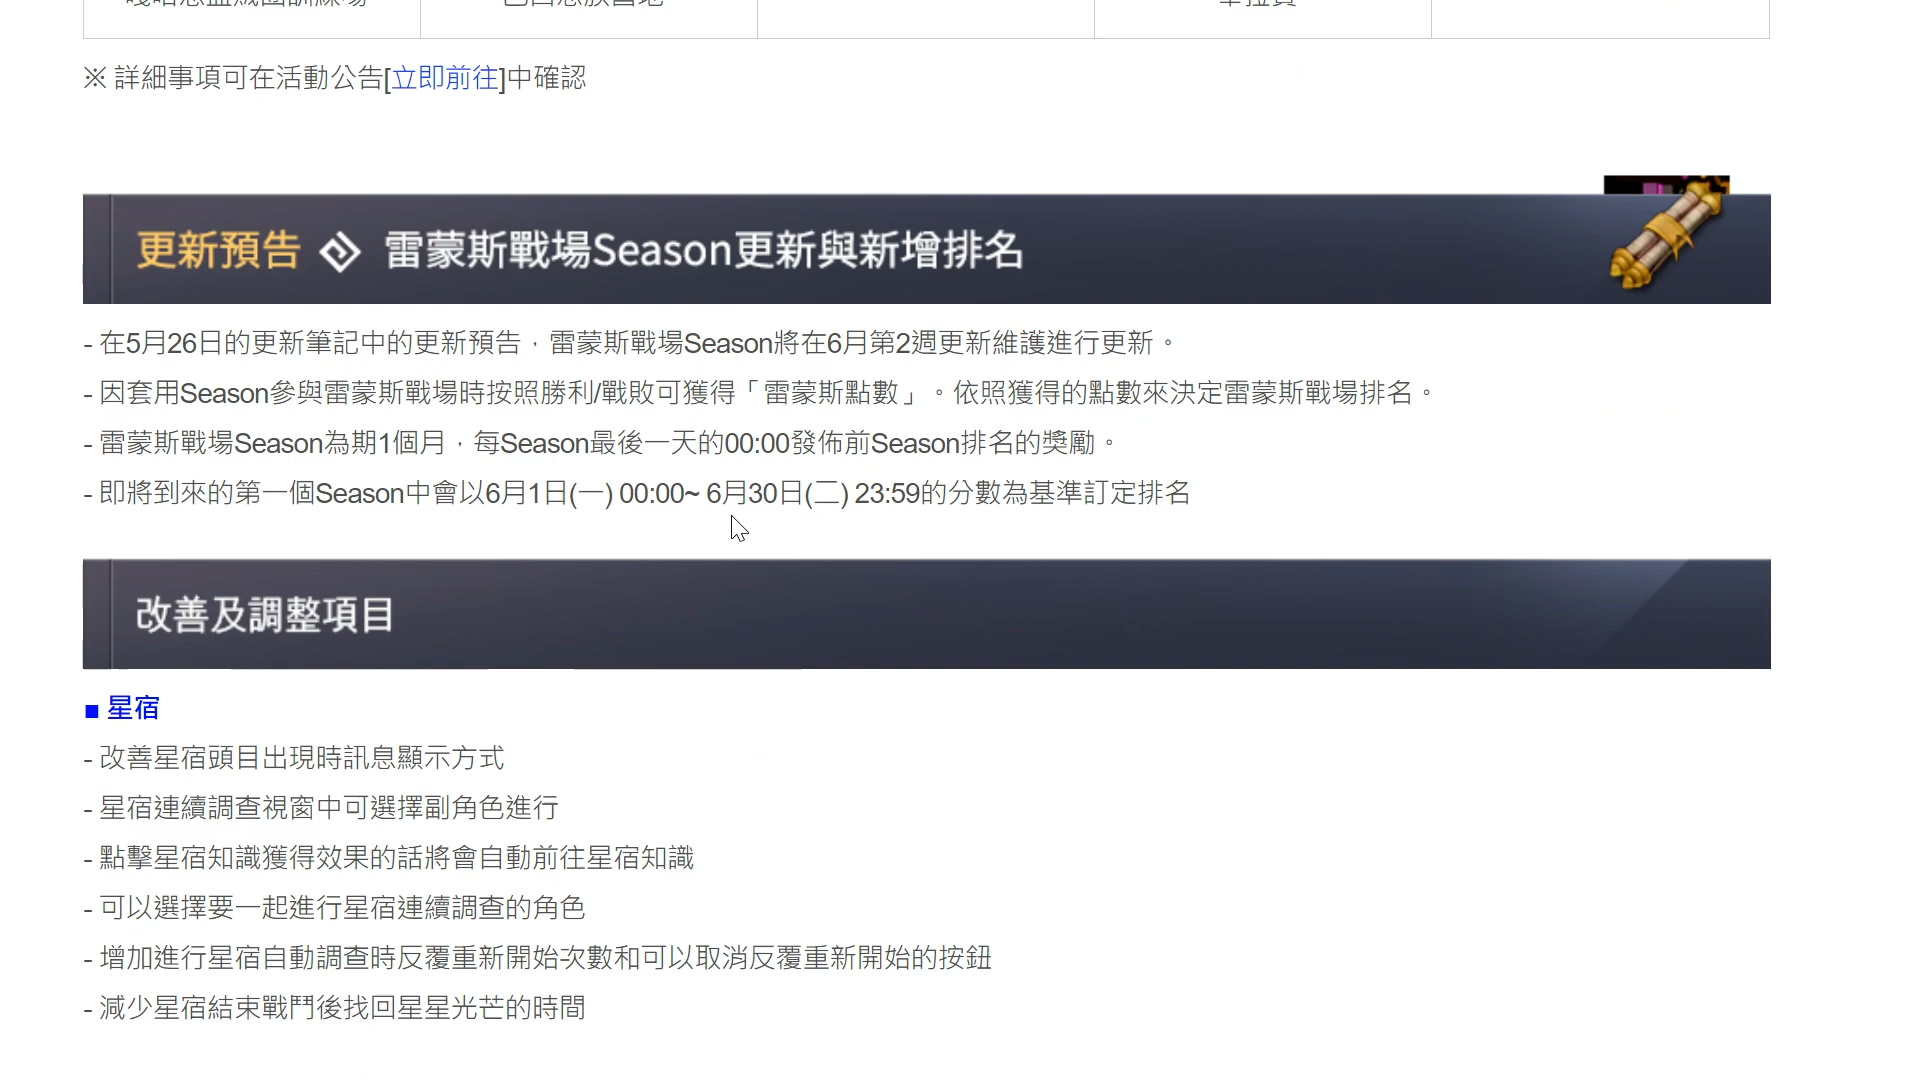 ※ 詳細事項可在活動公告[立即前往]中確認
更新預告 雷蒙斯戰場Season更新與新增排名
- 在5月26日的更新筆記中的更新預告，雷蒙斯戰場Season將在6月第2週更新維護進行更新。
- 因套用Season參與雷蒙斯戰場時按照勝利/戰敗可獲得「雷蒙斯點數」。依照獲得的點數來決定雷蒙斯戰場排名。
- 雷蒙斯戰場Season為期1個月，每Season最後一天的00:00發佈前Season排名的獎勵。
- 即將到來的第一個Season中會以6月1日(一) 00:00~ 6月30日(二) 23:59的分數為基準訂定排名
改善及調整項目
■ 星宿
- 改善星宿頭目出現時訊息顯示方式
- 星宿連續調查視窗中可選擇副角色進行
- 點擊星宿知識獲得效果的話將會自動前往星宿知識
- 可以選擇要一起進行星宿連續調查的角色
- 增加進行星宿自動調查時反覆重新開始次數和可以取消反覆重新開始的按鈕
- 減少星宿結束戰鬥後找回星星光芒的時間